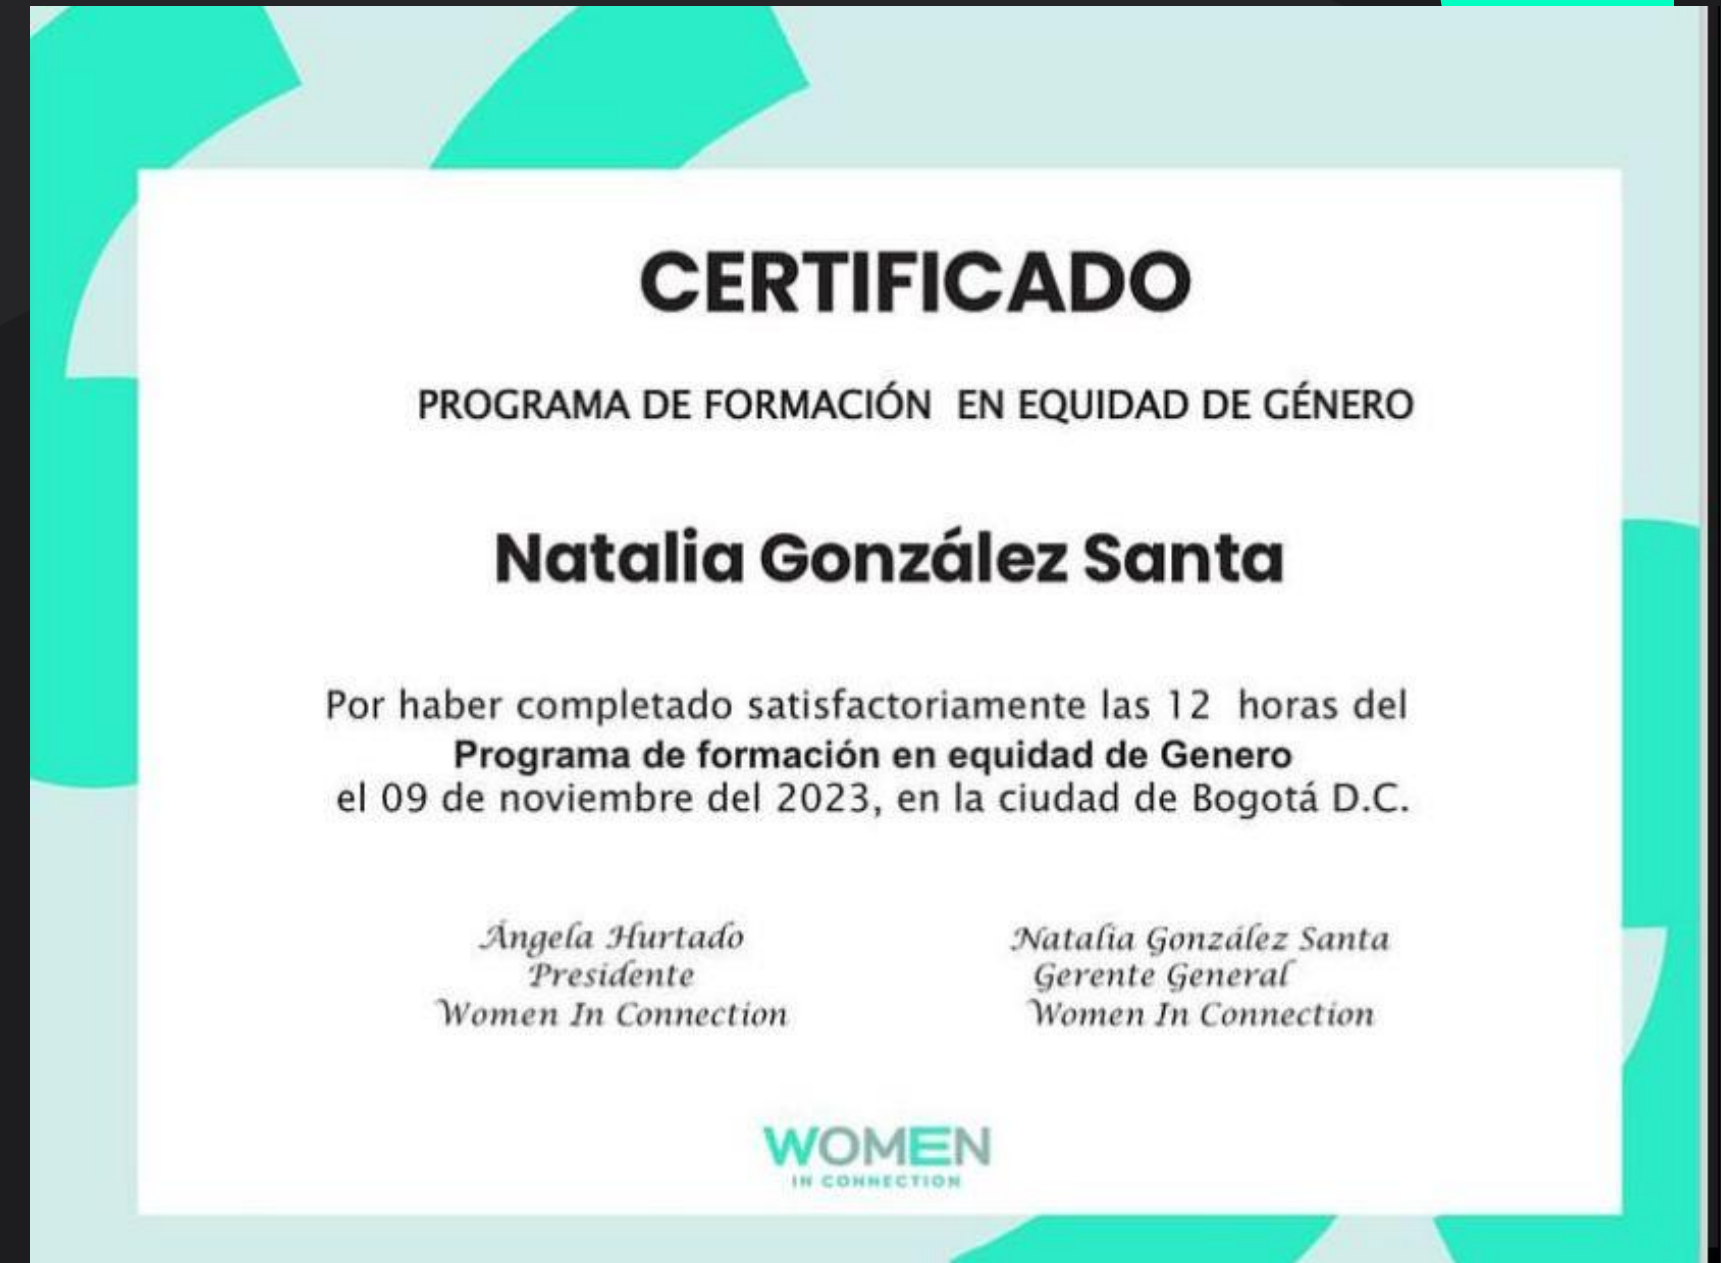 CERTIFICADO
PROGRAMA DE FORMACIÓN EN EQUIDAD DE GÉNERO
Natalia González Santa
Por haber completado satisfactoriamente las 12 horas del
Programa de formación en equidad de Genero
el 09 de noviembre del 2023, en la ciudad de Bogotá D.C.
Ángela Hurtado
Presidente
Women In Connection
Natalia González Santa
Gerente General
Women In Connection
WOMEN
IN CONNECTION